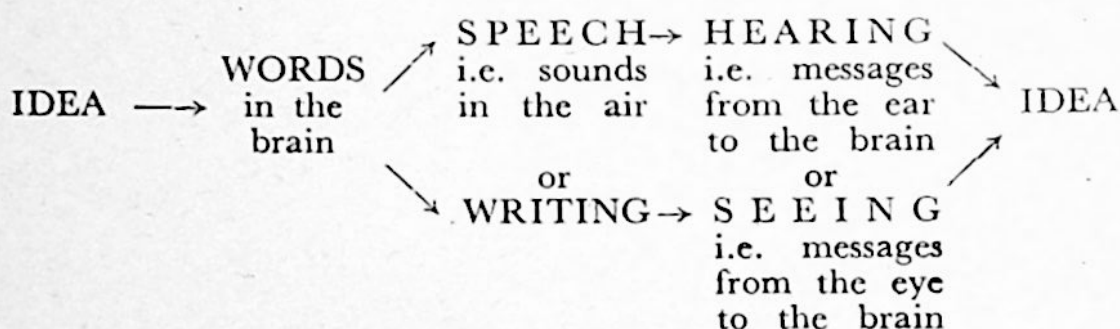 IDEA → WORDS
in the
brain
SPEECH → HEARING
i.e. sounds i.e. messages
in the air from the ear
to the brain
or or
WRITING → SEEING
i.e. messages
from the eye
to the brain
IDEA